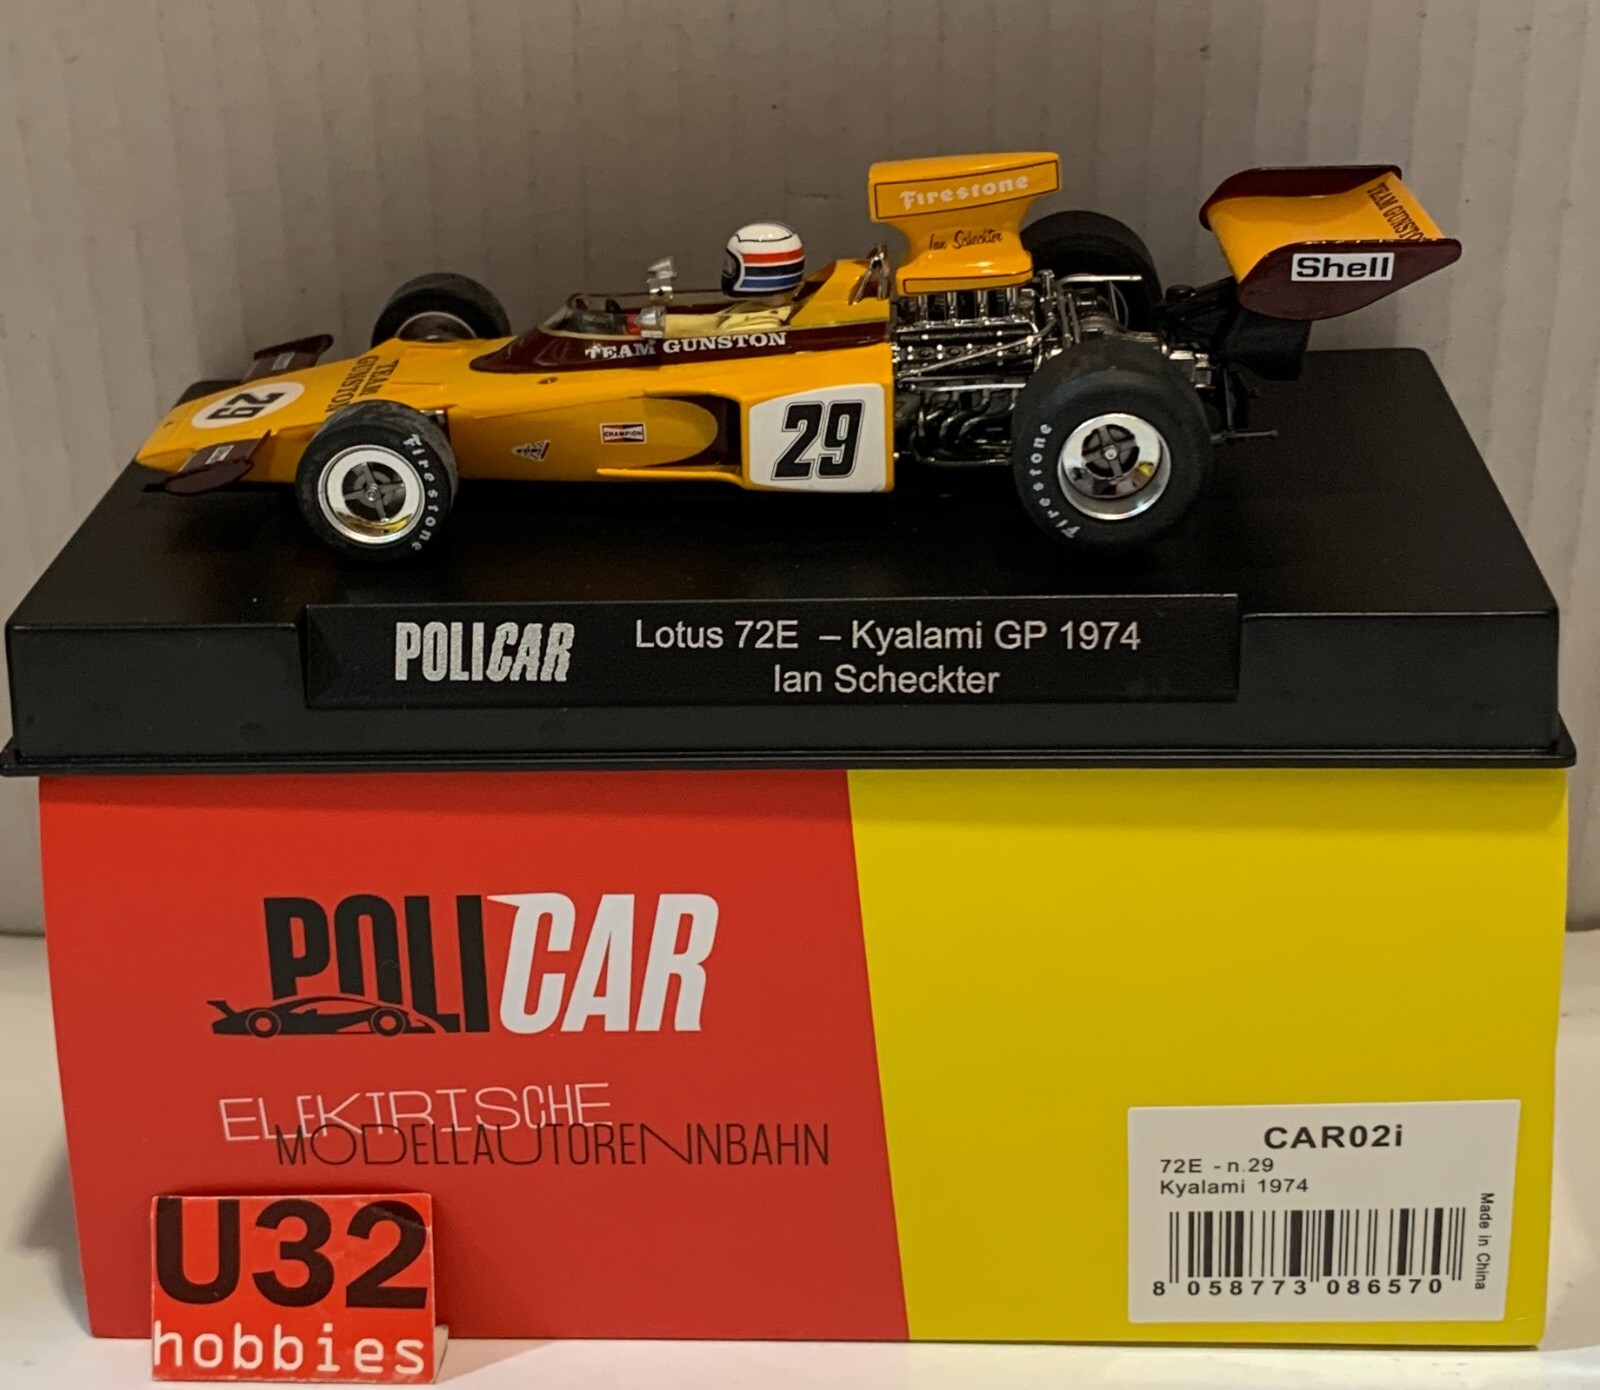 Firestone
Ian Scheckter
TEAM GUNSTON
Shell
TEAM GUNSTON
TEAM
GUNSTON
29
CHAMPION
KONI
29
Firestone
Firestone
POLICAR
Lotus 72E – Kyalami GP 1974
Ian Scheckter
POLICAR
ELEKTRISCHE
MODELLAUTORENNBAHN
CAR02i
72E - n.29
Kyalami 1974
Made in China
8 058773 086570
U32
hobbies